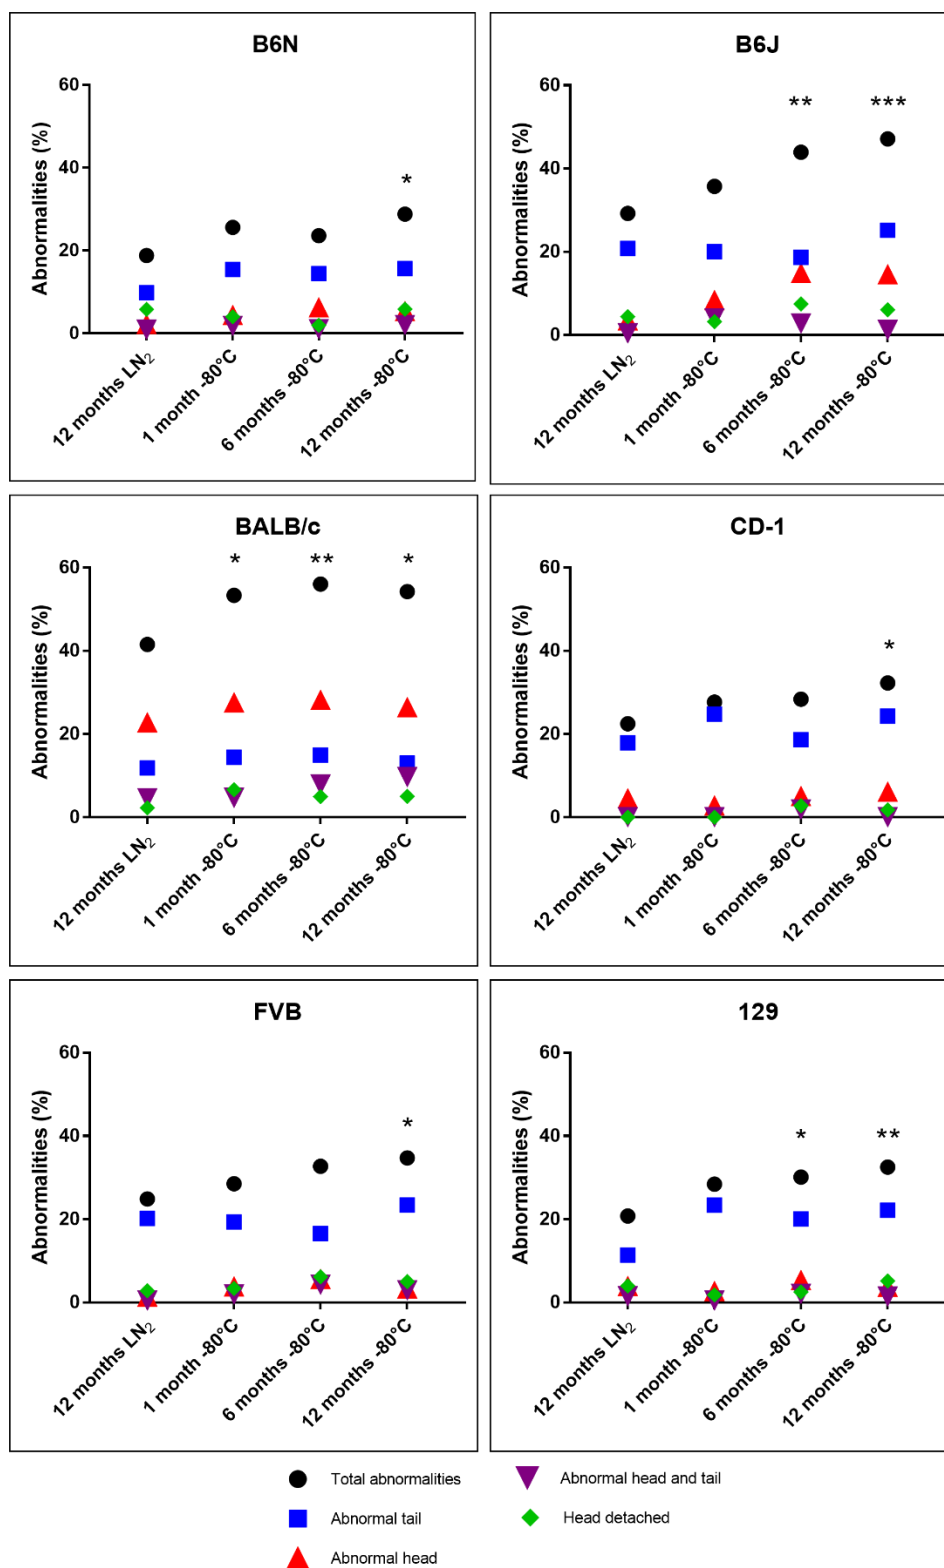 B6N
Abnormalities (%)
60
40
20
0
*
12 months LN₂
1 month -80°C
6 months -80°C
12 months -80°C
B6J
Abnormalities (%)
60
40
20
0
**
***
12 months LN₂
1 month -80°C
6 months -80°C
12 months -80°C
BALB/c
Abnormalities (%)
60
40
20
0
*
**
*
12 months LN₂
1 month -80°C
6 months -80°C
12 months -80°C
CD-1
Abnormalities (%)
60
40
20
0
*
12 months LN₂
1 month -80°C
6 months -80°C
12 months -80°C
FVB
Abnormalities (%)
60
40
20
0
*
12 months LN₂
1 month -80°C
6 months -80°C
12 months -80°C
129
Abnormalities (%)
60
40
20
0
*
**
12 months LN₂
1 month -80°C
6 months -80°C
12 months -80°C
Total abnormalities
Abnormal tail
Abnormal head
Abnormal head and tail
Head detached